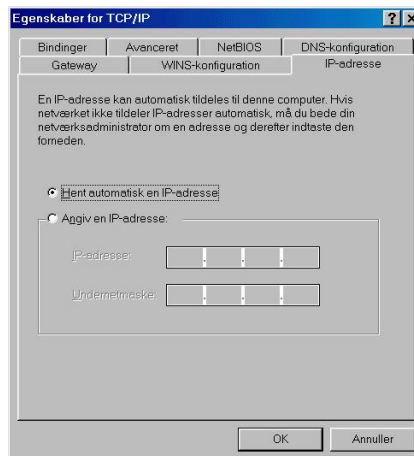 Egenskaber for TCP/IP
Bindinger Avanceret NetBIOS DNS-konfiguration
Gateway WINS-konfiguration IP-adresse
En IP-adresse kan automatisk tildeles til denne computer. Hvis
netværket ikke tildeler IP-adresser automatisk, må du bede din
netværksadministrator om en adresse og derefter indtaste den
forneden.
Hent automatisk en IP-adresse
Angiv en IP-adresse:
IP-adresse:
Undernetmaske:
OK Annuller